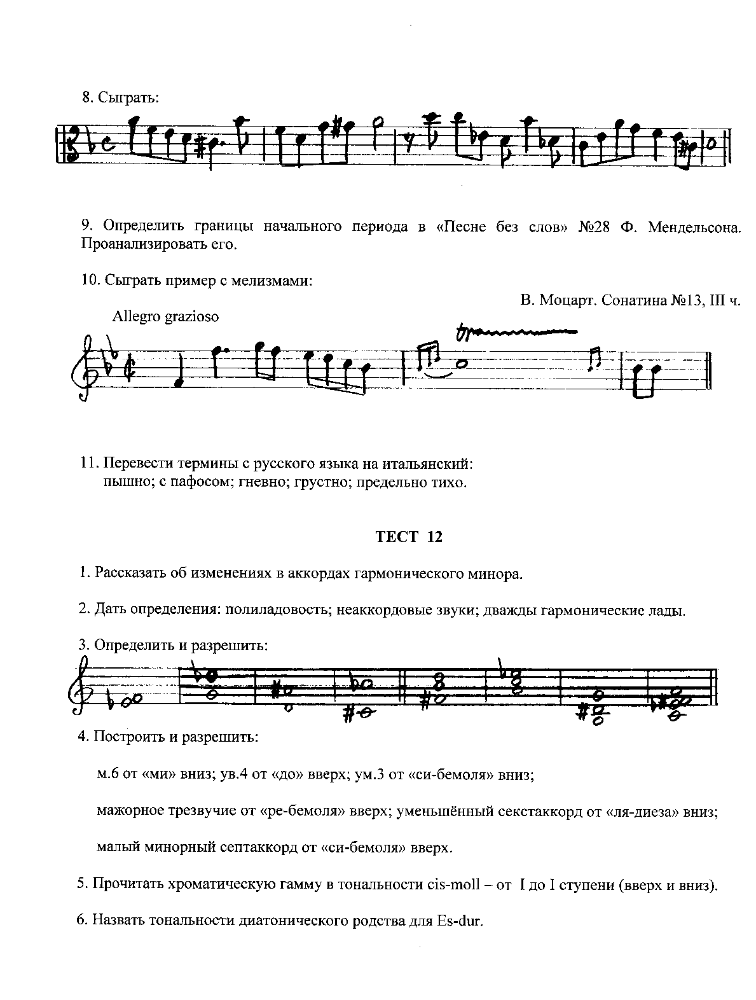 8. Сыграть:
9. Определить границы начального периода в «Песне без слов» №28 Ф. Мендельсона.
Проанализировать его.
10. Сыграть пример с мелизмами:
В. Моцарт. Сонатина №13, III ч.
Allegro grazioso
tr
11. Перевести термины с русского языка на итальянский:
пышно; с пафосом; гневно; грустно; предельно тихо.
ТЕСТ 12
1. Рассказать об изменениях в аккордах гармонического минора.
2. Дать определения: полиладовость; неаккордовые звуки; дважды гармонические лады.
3. Определить и разрешить:
4. Построить и разрешить:
м.6 от «ми» вниз; ув.4 от «до» вверх; ум.3 от «си-бемоля» вниз;
мажорное трезвучие от «ре-бемоля» вверх; уменьшённый секстаккорд от «ля-диеза» вниз;
малый минорный септаккорд от «си-бемоля» вверх.
5. Прочитать хроматическую гамму в тональности cis-moll – от I до I ступени (вверх и вниз).
6. Назвать тональности диатонического родства для Es-dur.